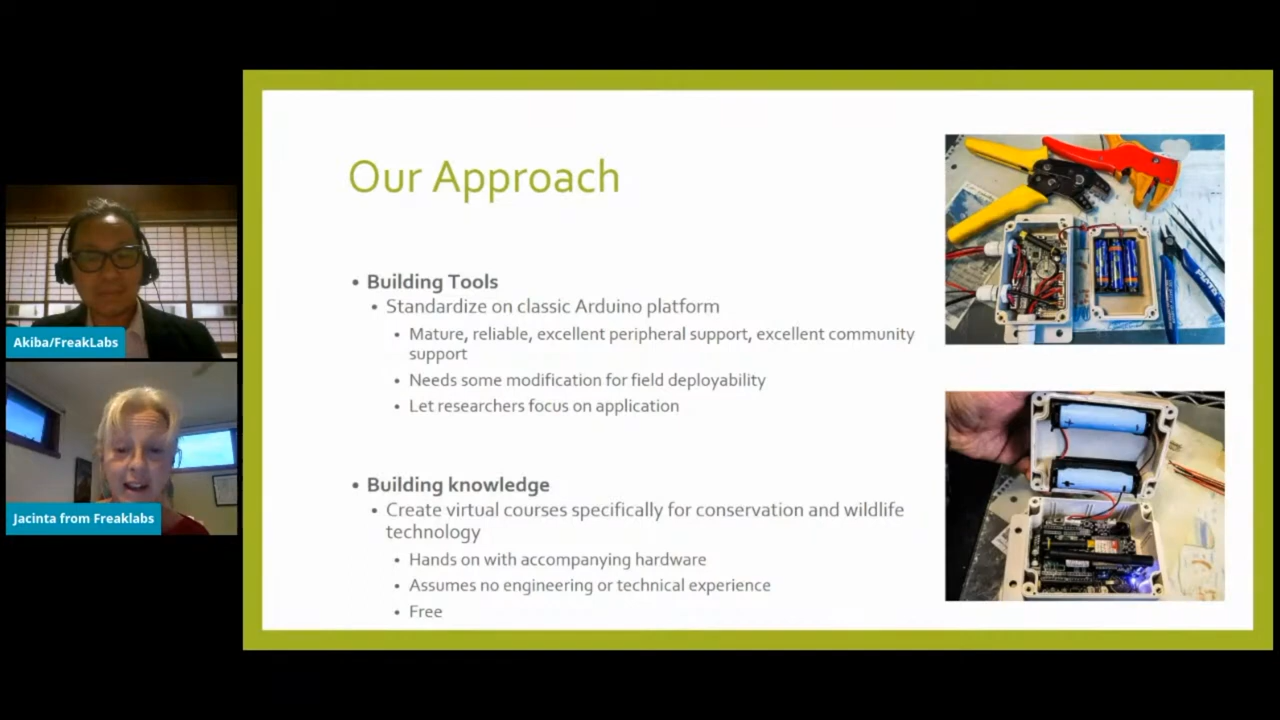 Our Approach
• Building Tools
• Standardize on classic Arduino platform
• Mature, reliable, excellent peripheral support, excellent community
support
• Needs some modification for field deployability
• Let researchers focus on application
• Building knowledge
• Create virtual courses specifically for conservation and wildlife
technology
• Hands on with accompanying hardware
• Assumes no engineering or technical experience
• Free
Akiba/FreakLabs
Jacinta from Freaklabs